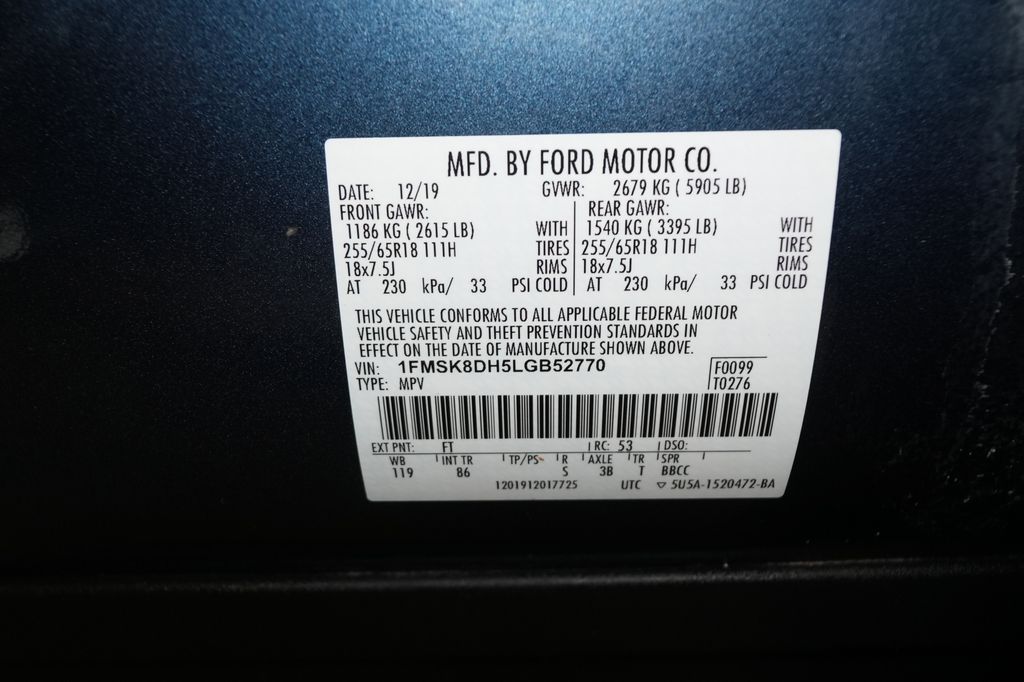 MFD. BY FORD MOTOR CO.
DATE: 12/19 GVWR: 2679 KG ( 5905 LB)
FRONT GAWR: REAR GAWR:
1186 KG ( 2615 LB) WITH 1540 KG ( 3395 LB) WITH
255/65R18 111H TIRES 255/65R18 111H TIRES
18x7.5J RIMS 18x7.5J RIMS
AT 230 kPa/ 33 PSI COLD AT 230 kPa/ 33 PSI COLD
THIS VEHICLE CONFORMS TO ALL APPLICABLE FEDERAL MOTOR
VEHICLE SAFETY AND THEFT PREVENTION STANDARDS IN
EFFECT ON THE DATE OF MANUFACTURE SHOWN ABOVE.
VIN: 1FMSK8DH5LGB52770 F0099
TYPE: MPV T0276
EXT PNT: FT RC: 53 DSO:
WB INT TR TP/PS R AXLE TR SPR
119 86 S 3B T BBCC
1201912017725 UTC ▽ 5U5A-1520472-BA